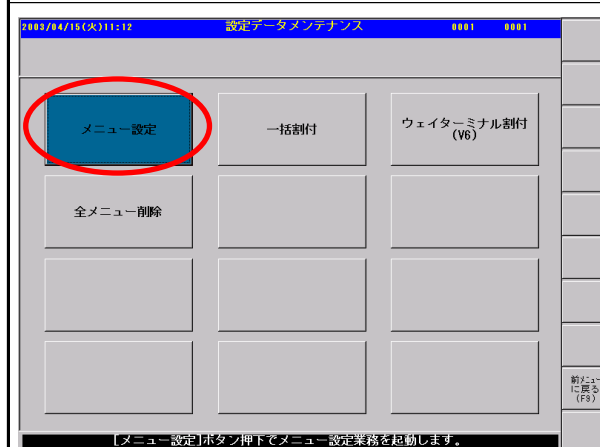 2003/04/15(火)11:12 設定データメンテナンス 0001 0001
メニュー設定
一括割付
ウェイターミナル割付
(V6)
全メニュー削除
前メニュー
に戻る
(F9)
[メニュー設定]ボタン押下でメニュー設定業務を起動します。